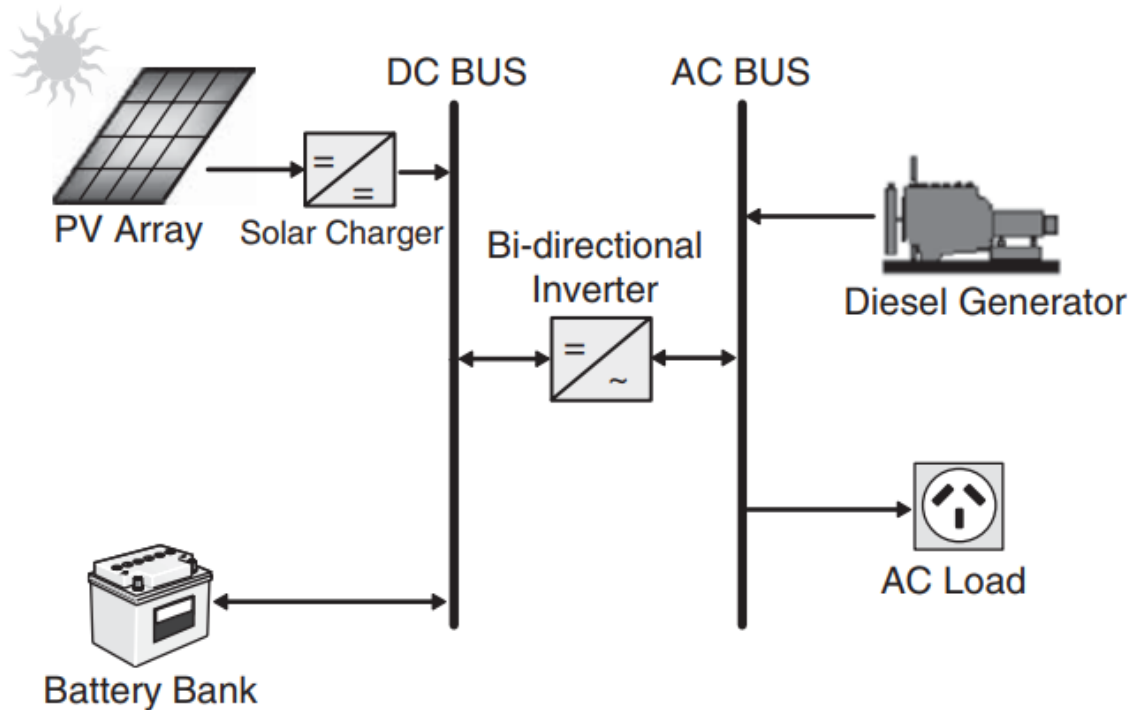 DC BUS
AC BUS
PV Array
=
=
Solar Charger
Bi-directional
Inverter
=
~
Diesel Generator
AC Load
Battery Bank